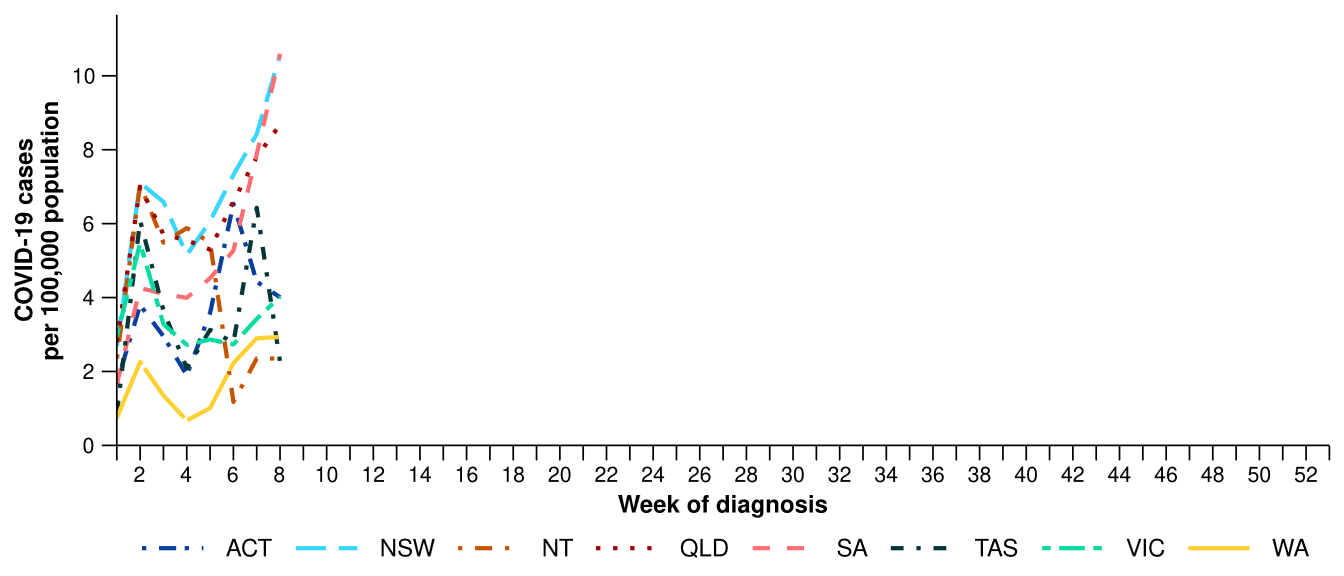 COVID-19 cases
per 100,000 population
10
8
6
4
2
0
2 4 6 8 10 12 14 16 18 20 22 24 26 28 30 32 34 36 38 40 42 44 46 48 50 52
Week of diagnosis
ACT NSW NT QLD SA TAS VIC WA